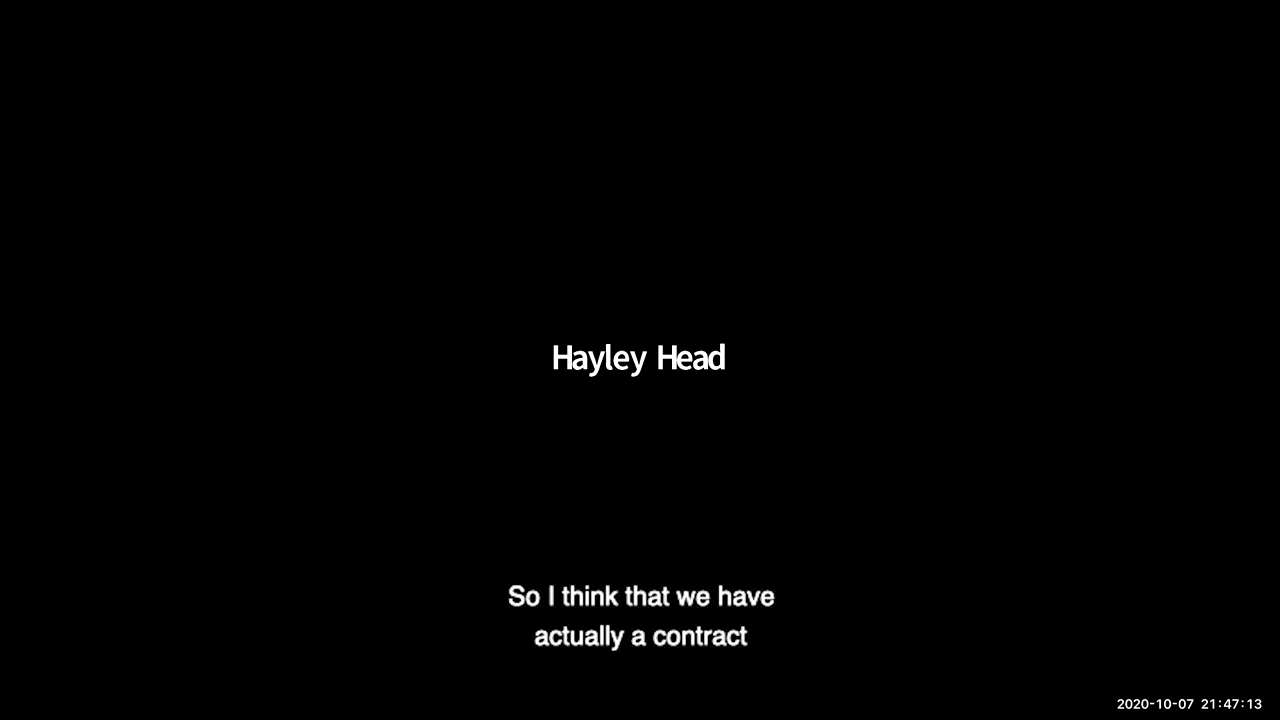 Hayley Head
So I think that we have
actually a contract
2020-10-07 21:47:13